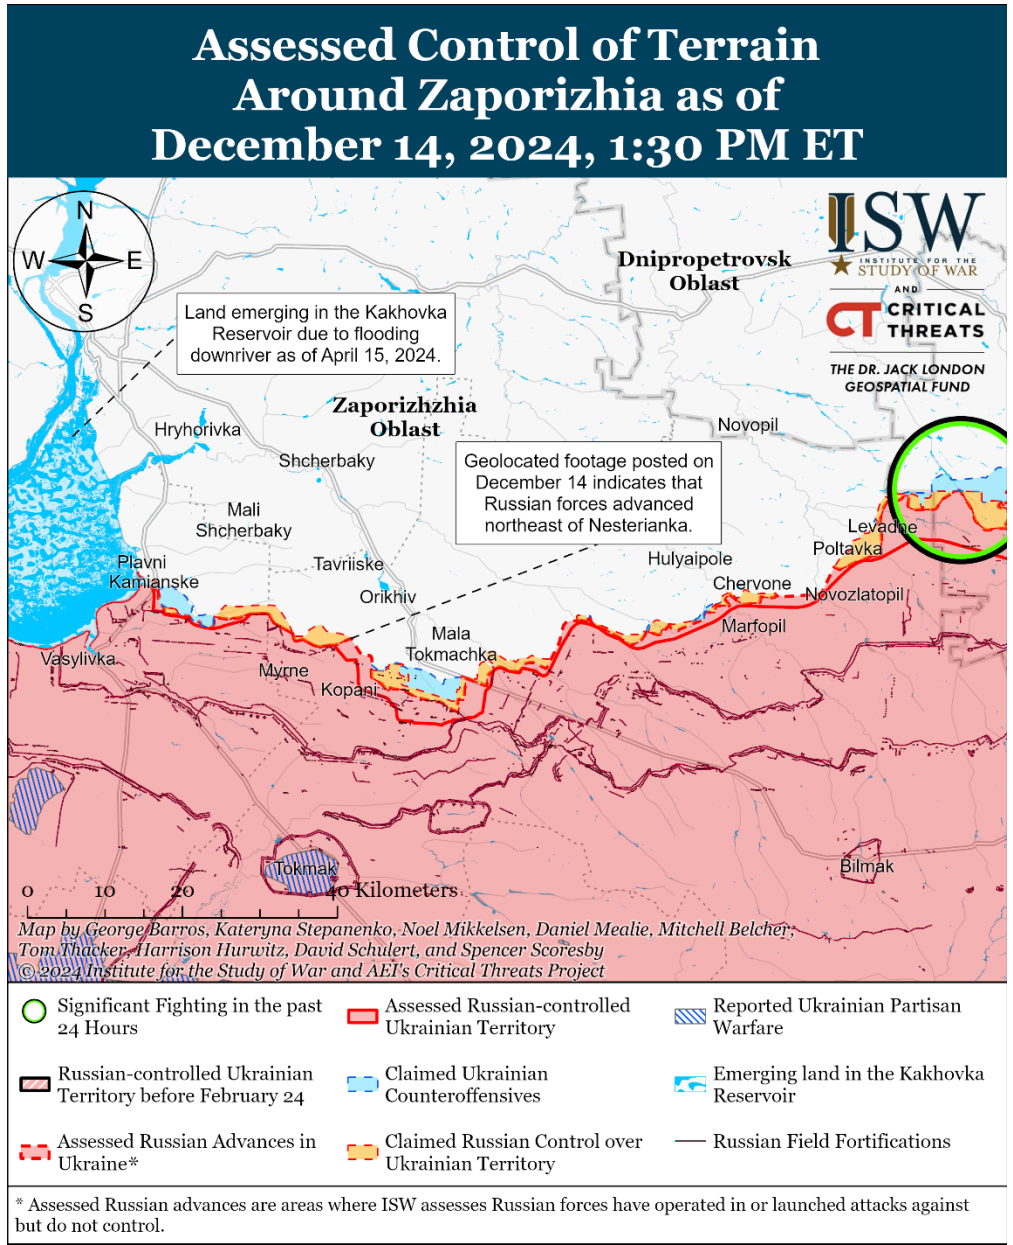 Assessed Control of Terrain
Around Zaporizhia as of
December 14, 2024, 1:30 PM ET
N
W
E
S
ISW
INSTITUTE FOR THE
STUDY OF WAR
AND
CT CRITICAL
THREATS
THE DR. JACK LONDON
GEOSPATIAL FUND
Dnipropetrovsk
Oblast
Land emerging in the Kakhovka
Reservoir due to flooding
downriver as of April 15, 2024.
Zaporizhzhia
Oblast
Hryhorivka
Novopil
Shcherbaky
Geolocated footage posted on
December 14 indicates that
Russian forces advanced
northeast of Nesterianka.
Mali
Shcherbaky
Levadne
Poltavka
Hulyaipole
Plavni
Kamianske
Tavriiske
Chervone
Orikhiv
Novozlatopil
Marfopil
Mala
Tokmachka
Vasylivka
Myrne
Kopani
Tokmak
Bilmak
0 10 20 40 Kilometers
Map by George Barros, Kateryna Stepanenko, Noel Mikkelsen, Daniel Mealie, Mitchell Belcher,
Tom Thacker, Harrison Hurwitz, David Schulert, and Spencer Scoresby
© 2024 Institute for the Study of War and AEI's Critical Threats Project
Significant Fighting in the past
24 Hours
Assessed Russian-controlled
Ukrainian Territory
Reported Ukrainian Partisan
Warfare
Russian-controlled Ukrainian
Territory before February 24
Claimed Ukrainian
Counteroffensives
Emerging land in the Kakhovka
Reservoir
Assessed Russian Advances in
Ukraine*
Claimed Russian Control over
Ukrainian Territory
Russian Field Fortifications
* Assessed Russian advances are areas where ISW assesses Russian forces have operated in or launched attacks against
but do not control.